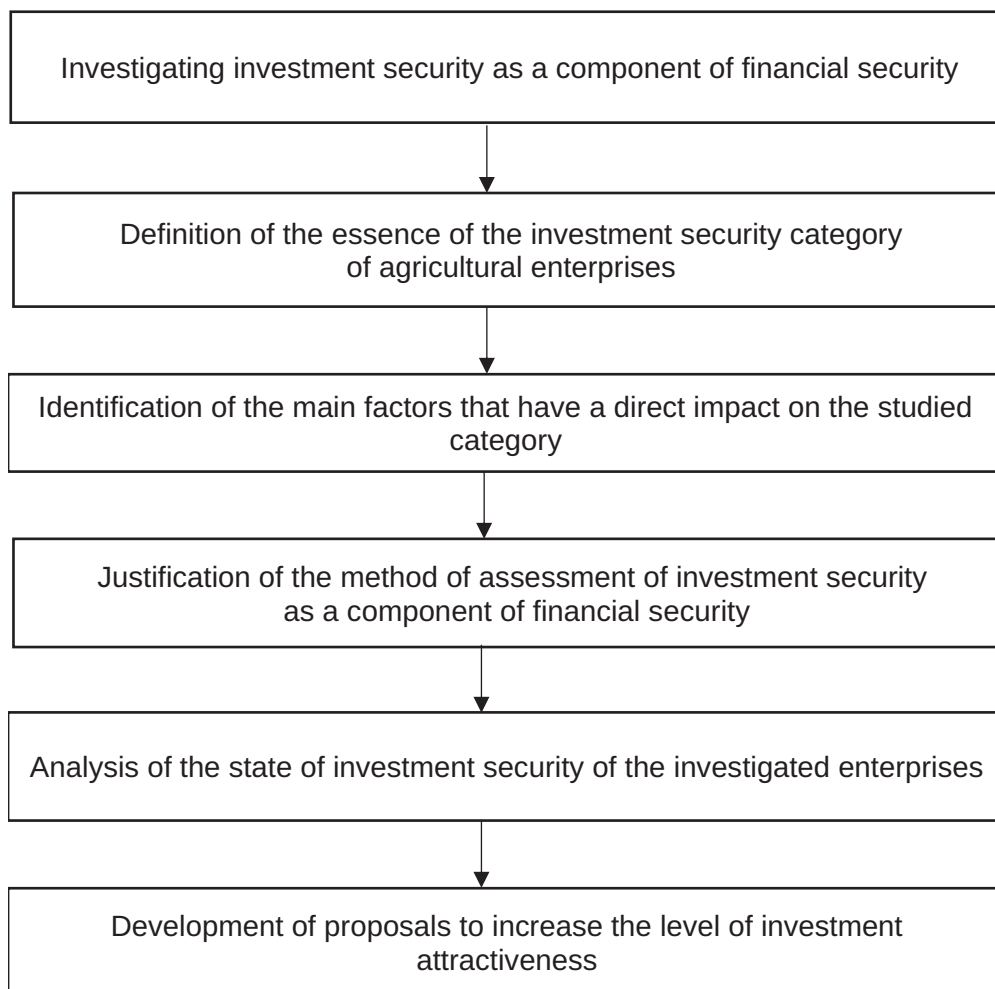 Investigating investment security as a component of financial security
Definition of the essence of the investment security category
of agricultural enterprises
Identification of the main factors that have a direct impact on the studied
category
Justification of the method of assessment of investment security
as a component of financial security
Analysis of the state of investment security of the investigated enterprises
Development of proposals to increase the level of investment
attractiveness